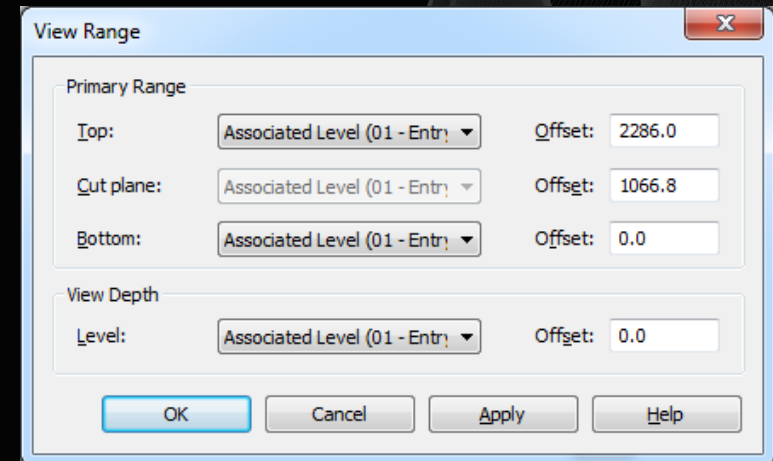 View Range
Primary Range
Top: Associated Level (01 - Entry Offset: 2286.0
Cut plane: Associated Level (01 - Entry Offset: 1066.8
Bottom: Associated Level (01 - Entry Offset: 0.0
View Depth
Level: Associated Level (01 - Entry Offset: 0.0
OK Cancel Apply Help